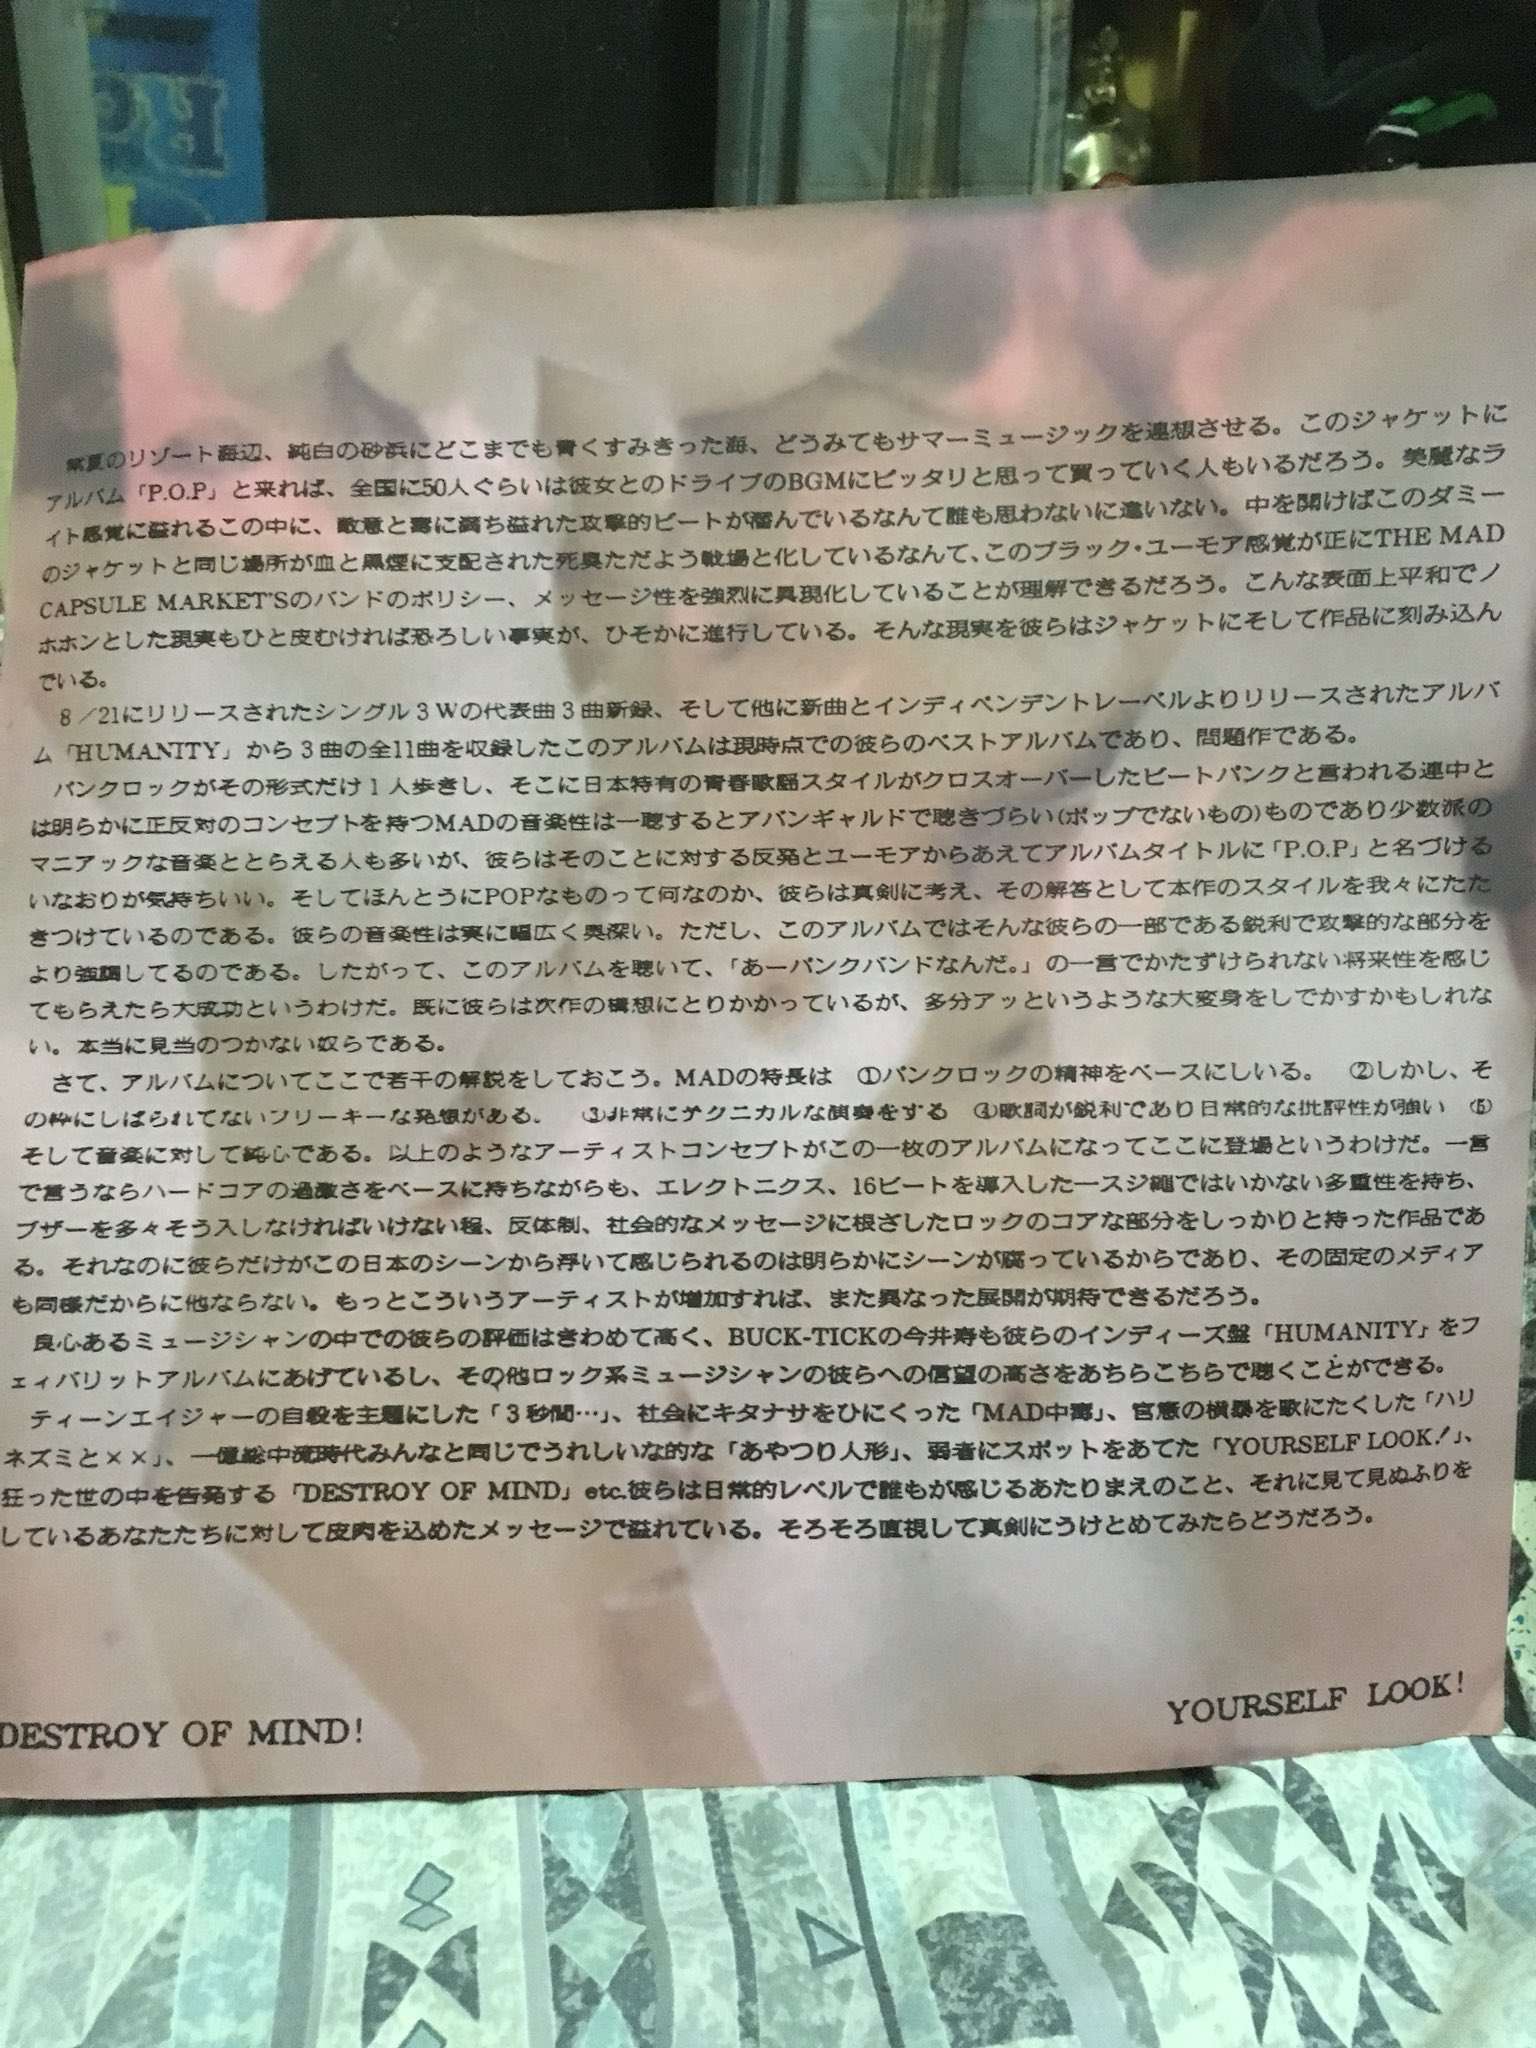 常夏のリゾート海辺、純白の砂浜にどこまでも青くすみきった海、どうみてもサマーミュージックを連想させる。このジャケットに
アルバム「P.O.P」と来れば、全国に50人ぐらいは彼女とのドライブのBGMにピッタリと思って買っていく人もいるだろう。美麗なラ
イト感覚に溢れるこの中に、敵意と毒に満ち溢れた攻撃的ビートが潜んでいるなんて誰も思わないに違いない。中を開けばこのダミー
のジャケットと同じ場所が血と黒煙に支配された死臭ただよう戦場と化しているなんて、このブラック・ユーモア感覚が正にTHE MAD
CAPSULE MARKET'Sのバンドのポリシー、メッセージ性を強烈に具現化していることが理解できるだろう。こんな表面上平和でノ
ホホンとした現実もひと皮むければ恐ろしい事実が、ひそかに進行している。そんな現実を彼らはジャケットにそして作品に刻み込ん
でいる。
8/21にリリースされたシングル3Wの代表曲3曲新録、そして他に新曲とインディペンデントレーベルよりリリースされたアルバ
ム「HUMANITY」から3曲の全11曲を収録したこのアルバムは現時点での彼らのベストアルバムであり、問題作である。
パンクロックがその形式だけ1人歩きし、そこに日本特有の青春歌謡スタイルがクロスオーバーしたビートパンクと言われる連中と
は明らかに正反対のコンセプトを持つMADの音楽性は一聴するとアバンギャルドで聴きづらい(ポップでないもの)ものであり少数派の
マニアックな音楽ととらえる人も多いが、彼らはそのことに対する反発とユーモアからあえてアルバムタイトルに「P.O.P」と名づける
いなおりが気持ちいい。そしてほんとうにPOPなものって何なのか、彼らは真剣に考え、その解答として本作のスタイルを我々にたた
きつけているのである。彼らの音楽性は実に幅広く奥深い。ただし、このアルバムではそんな彼らの一部である鋭利で攻撃的な部分を
より強調してるのである。したがって、このアルバムを聴いて、「あーパンクバンドなんだ。」の一言でかたずけられない将来性を感じ
てもらえたら大成功というわけだ。既に彼らは次作の構想にとりかかっているが、多分アッというような大変身をしでかすかもしれな
い。本当に見当のつかない奴らである。
さて、アルバムについてここで若干の解説をしておこう。MADの特長は ①パンクロックの精神をベースにしいる。 ②しかし、そ
の枠にしばられてないフリーキーな発想がある。 ③非常にテクニカルな演奏をする ④歌詞が鋭利であり日常的な批評性が強い ⑤
そして音楽に対して純心である。以上のようなアーティストコンセプトがこの一枚のアルバムになってここに登場というわけだ。一言
で言うならハードコアの過激さをベースに持ちながらも、エレクトニクス、16ビートを導入した一スジ縄ではいかない多重性を持ち、
ブザーを多々そう入しなければいけない程、反体制、社会的なメッセージに根ざしたロックのコアな部分をしっかりと持った作品であ
る。それなのに彼らだけがこの日本のシーンから浮いて感じられるのは明らかにシーンが腐っているからであり、その固定のメディア
も同様だからに他ならない。もっとこういうアーティストが増加すれば、また異なった展開が期待できるだろう。
良心あるミュージシャンの中での彼らの評価はきわめて高く、BUCK-TICKの今井寿も彼らのインディーズ盤「HUMANITY」をフ
ェィバリットアルバムにあげているし、その他ロック系ミュージシャンの彼らへの信望の高さをあちらこちらで聴くことができる。
ティーンエイジャーの自殺を主題にした「3秒間…」、社会にキタナサをひにくった「MAD中毒」、官憲の横暴を歌にたくした「ハリ
ネズミと××」、一億総中流時代みんなと同じでうれしいな的な「あやつり人形」、弱者にスポットをあてた「YOURSELF LOOK!」、
狂った世の中を告発する「DESTROY OF MIND」etc.彼らは日常的レベルで誰もが感じるあたりまえのこと、それに見て見ぬふりを
しているあなたたちに対して皮肉を込めたメッセージで溢れている。そろそろ直視して真剣にうけとめてみたらどうだろう。
DESTROY OF MIND!
YOURSELF LOOK!